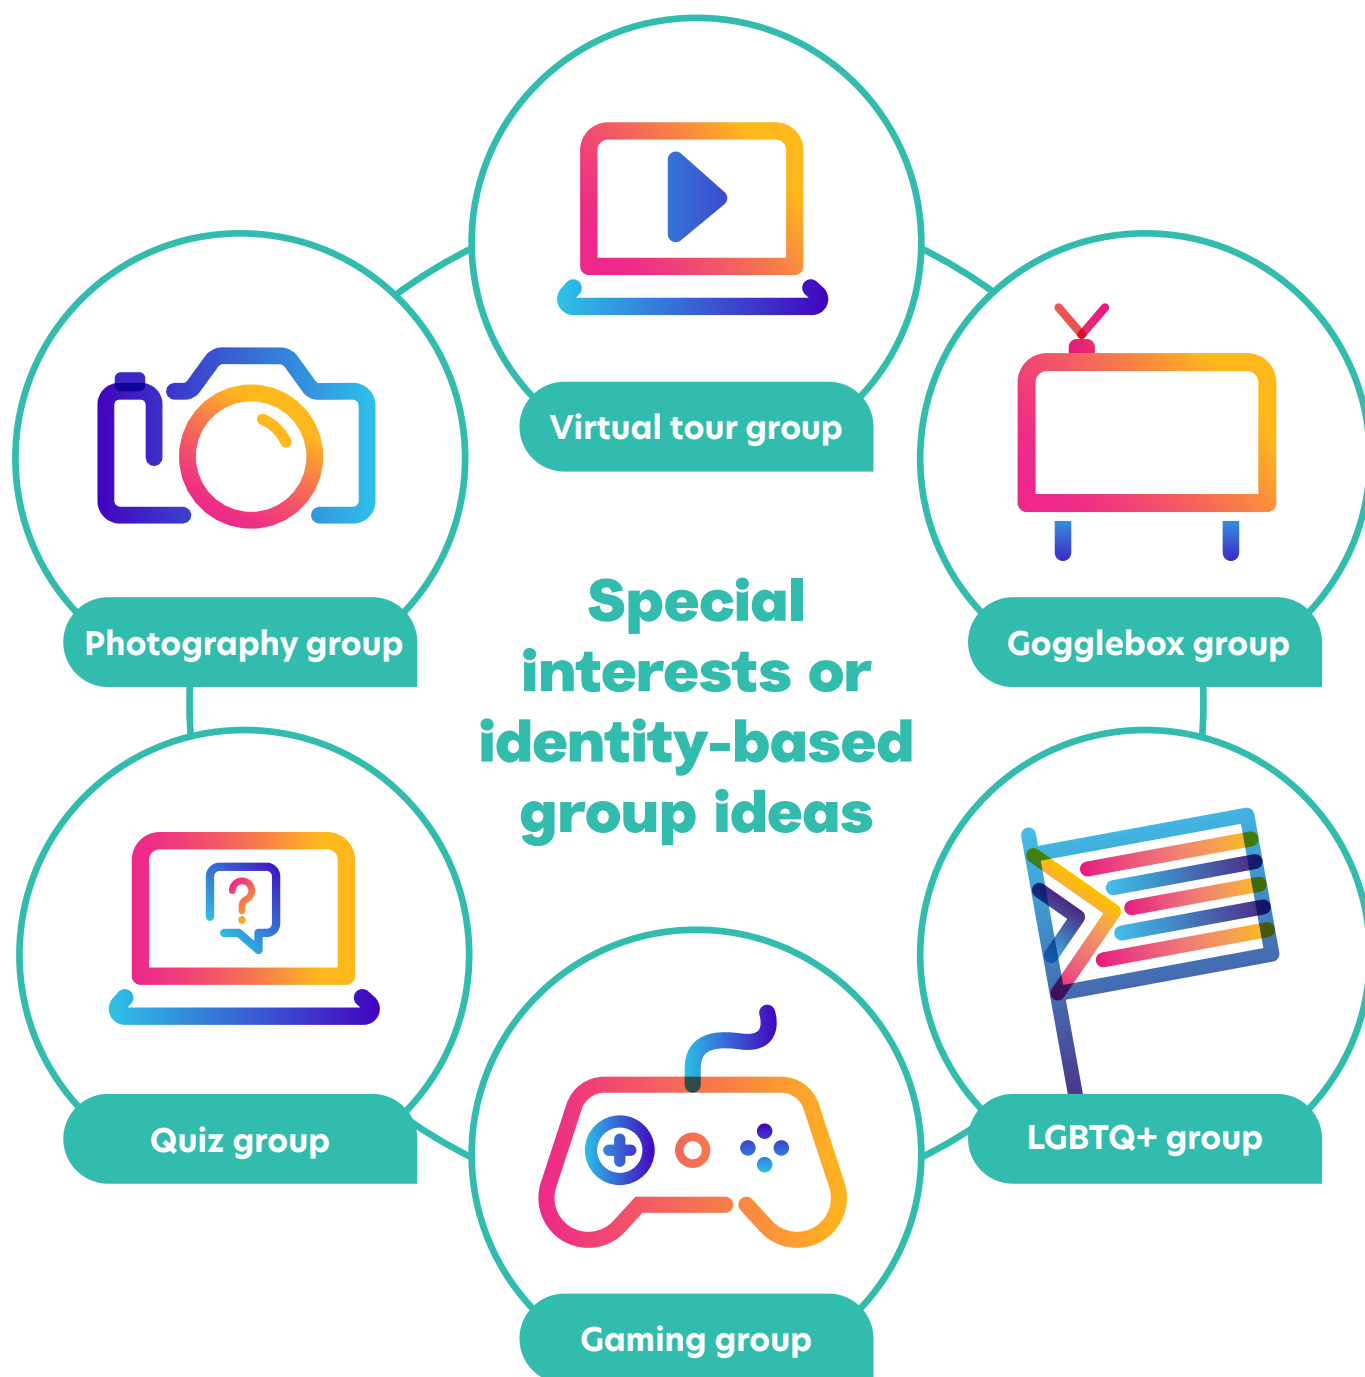 Virtual tour group
Photography group
Gogglebox group
Special
interests or
identity-based
group ideas
?
Quiz group
LGBTQ+ group
Gaming group